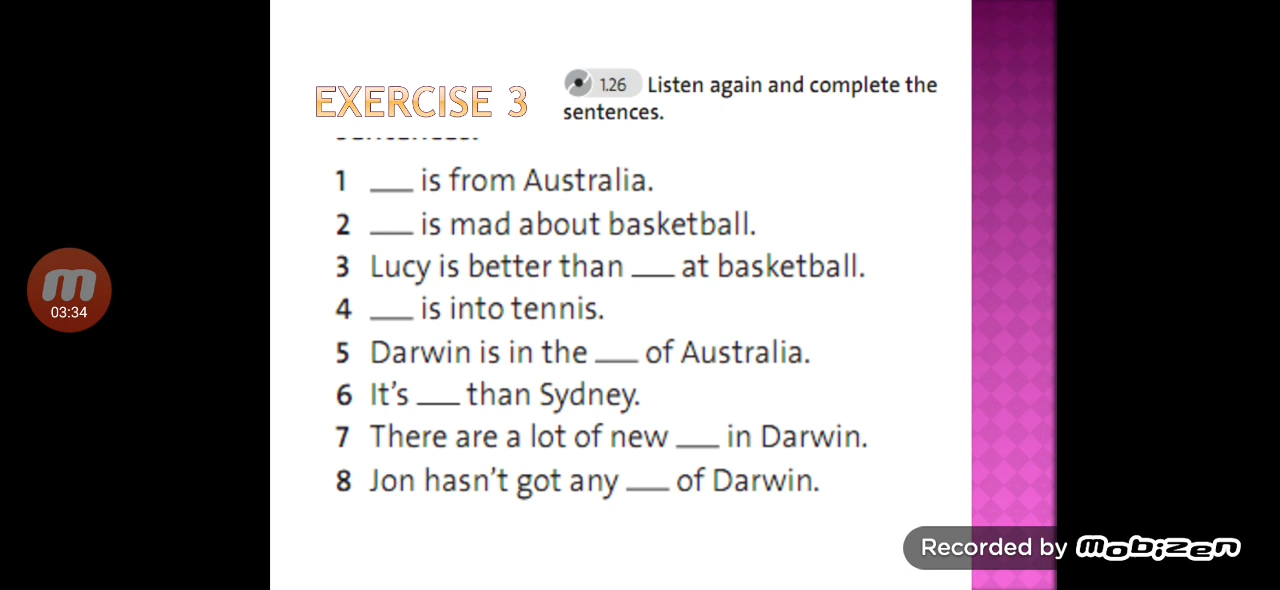 EXERCISE 3
1.26 Listen again and complete the
sentences.
1 ___ is from Australia.
2 ___ is mad about basketball.
3 Lucy is better than ___ at basketball.
4 ___ is into tennis.
5 Darwin is in the ___ of Australia.
6 It's ___ than Sydney.
7 There are a lot of new ___ in Darwin.
8 Jon hasn't got any ___ of Darwin.
m
03:34
Recorded by mobizen